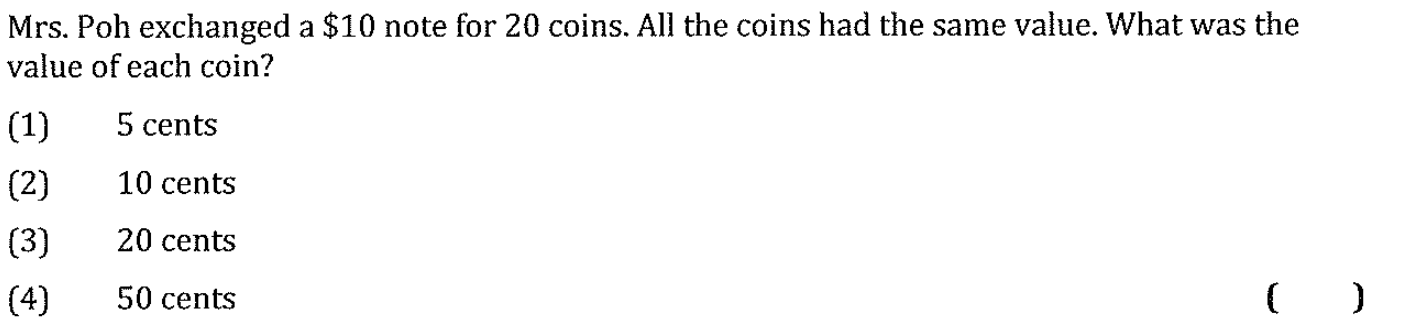 Mrs. Poh exchanged a $10 note for 20 coins. All the coins had the same value. What was the
value of each coin?
(1) 5 cents
(2) 10 cents
(3) 20 cents
(4) 50 cents ( )